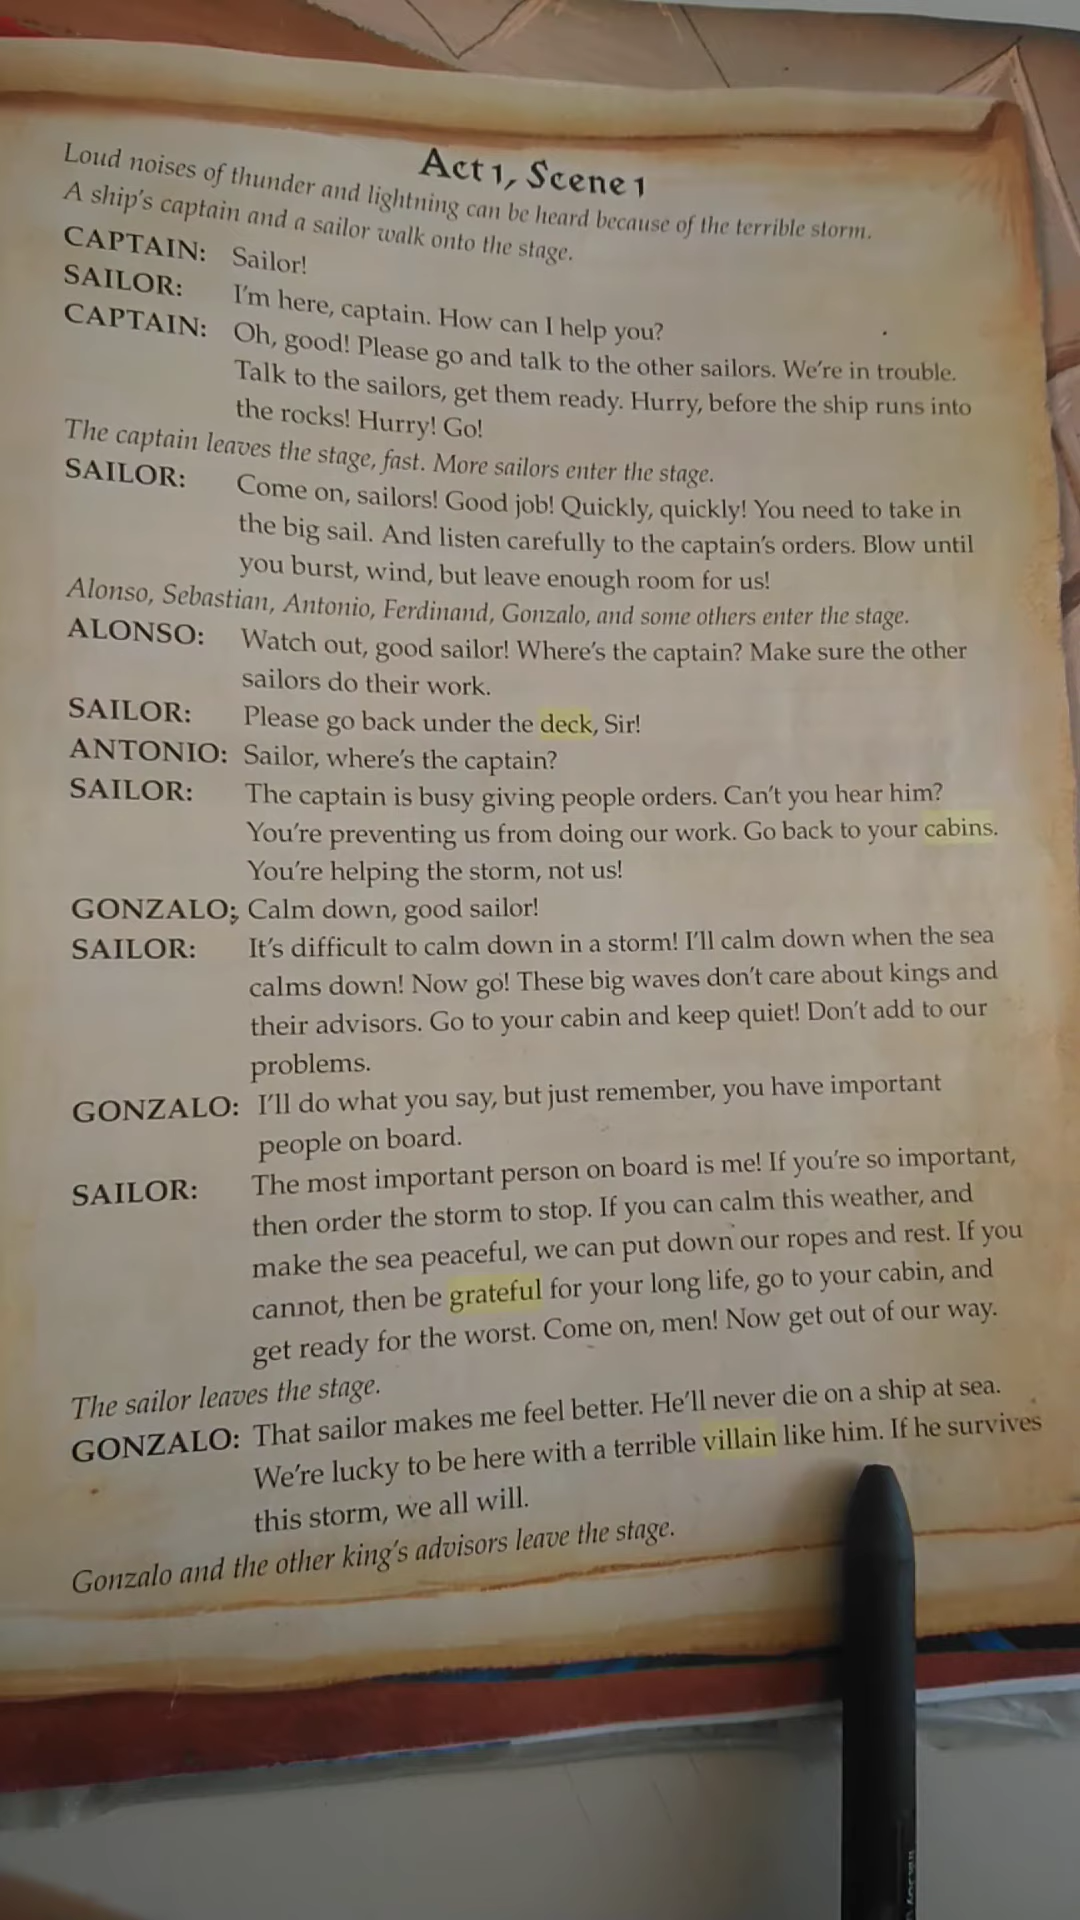 Act 1, Scene 1
Loud noises of thunder and lightning can be heard because of the terrible storm.
A ship's captain and a sailor walk onto the stage.
CAPTAIN: Sailor!
SAILOR: I'm here, captain. How can I help you?
CAPTAIN: Oh, good! Please go and talk to the other sailors. We're in trouble.
Talk to the sailors, get them ready. Hurry, before the ship runs into
the rocks! Hurry! Go!
The captain leaves the stage, fast. More sailors enter the stage.
SAILOR: Come on, sailors! Good job! Quickly, quickly! You need to take in
the big sail. And listen carefully to the captain's orders. Blow until
you burst, wind, but leave enough room for us!
Alonso, Sebastian, Antonio, Ferdinand, Gonzalo, and some others enter the stage.
ALONSO: Watch out, good sailor! Where's the captain? Make sure the other
sailors do their work.
SAILOR: Please go back under the deck, Sir!
ANTONIO: Sailor, where's the captain?
SAILOR: The captain is busy giving people orders. Can't you hear him?
You're preventing us from doing our work. Go back to your cabins.
You're helping the storm, not us!
GONZALO: Calm down, good sailor!
SAILOR: It's difficult to calm down in a storm! I'll calm down when the sea
calms down! Now go! These big waves don't care about kings and
their advisors. Go to your cabin and keep quiet! Don't add to our
problems.
GONZALO: I'll do what you say, but just remember, you have important
people on board.
SAILOR: The most important person on board is me! If you're so important,
then order the storm to stop. If you can calm this weather, and
make the sea peaceful, we can put down our ropes and rest. If you
cannot, then be grateful for your long life, go to your cabin, and
get ready for the worst. Come on, men! Now get out of our way.
The sailor leaves the stage.
GONZALO: That sailor makes me feel better. He'll never die on a ship at sea.
We're lucky to be here with a terrible villain like him. If he survives
this storm, we all will.
Gonzalo and the other king's advisors leave the stage.